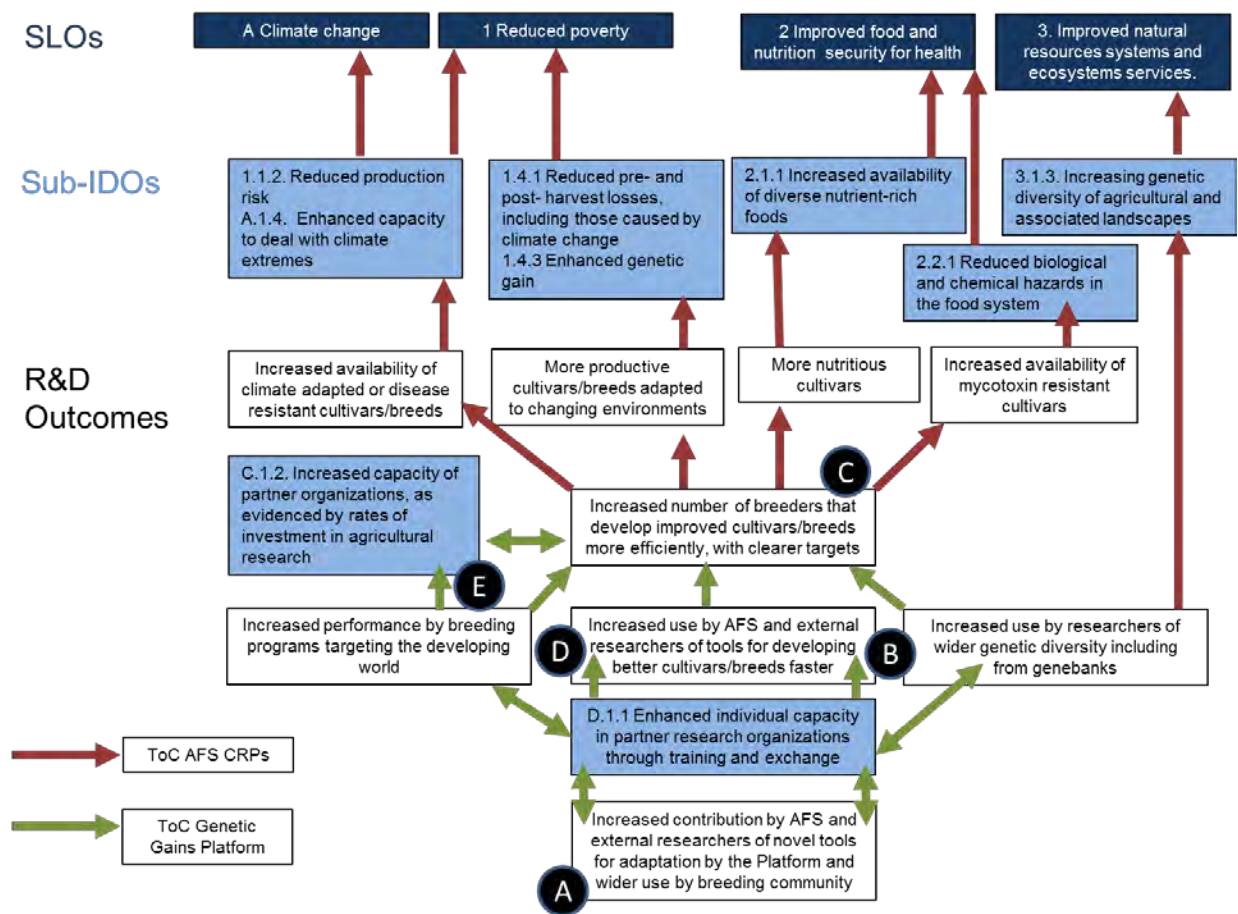 SLOs
A Climate change
1 Reduced poverty
2 Improved food and
nutrition security for health
3. Improved natural
resources systems and
ecosystems services.
Sub-IDOs
1.1.2. Reduced production
risk
A.1.4. Enhanced capacity
to deal with climate
extremes
1.4.1 Reduced pre- and
post- harvest losses,
including those caused by
climate change
1.4.3 Enhanced genetic
gain
2.1.1 Increased availability
of diverse nutrient-rich
foods
3.1.3. Increasing genetic
diversity of agricultural and
associated landscapes
2.2.1 Reduced biological
and chemical hazards in
the food system
R&D
Outcomes
Increased availability of
climate adapted or disease
resistant cultivars/breeds
More productive
cultivars/breeds adapted
to changing environments
More nutritious
cultivars
Increased availability of
mycotoxin resistant
cultivars
C.1.2. Increased capacity of
partner organizations, as
evidenced by rates of
investment in agricultural
research
C
Increased number of breeders that
develop improved cultivars/breeds
more efficiently, with clearer targets
E
Increased performance by breeding
programs targeting the developing
world
D
Increased use by AFS and external
researchers of tools for developing
better cultivars/breeds faster
B
Increased use by researchers of
wider genetic diversity including
from genebanks
D.1.1 Enhanced individual capacity
in partner research organizations
through training and exchange
ToC AFS CRPs
ToC Genetic
Gains Platform
Increased contribution by AFS and
external researchers of novel tools
for adaptation by the Platform and
wider use by breeding community
A